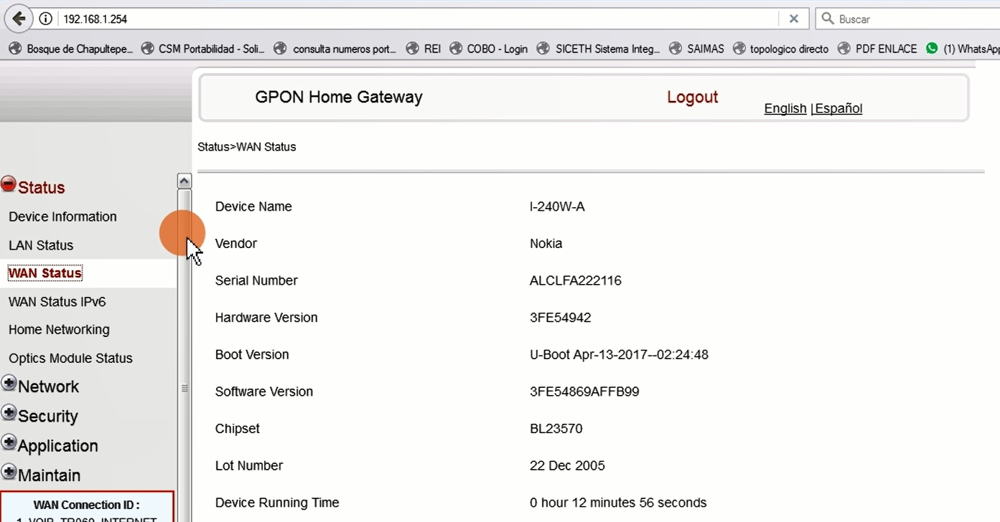 192.168.1.254
Buscar
Bosque de Chapultepe... CSM Portabilidad - Soli... consulta numeros port... REI COBO - Login SICETH Sistema Integ... SAIMAS topologico directo PDF ENLACE (1) WhatsApp
GPON Home Gateway
Logout
English | Español
Status>WAN Status
Status
Device Information
LAN Status
WAN Status
WAN Status IPv6
Home Networking
Optics Module Status
Network
Security
Application
Maintain
WAN Connection ID :
1_VOIP_TR069_INTERNET
Device Name I-240W-A
Vendor Nokia
Serial Number ALCLFA222116
Hardware Version 3FE54942
Boot Version U-Boot Apr-13-2017--02:24:48
Software Version 3FE54869AFFB99
Chipset BL23570
Lot Number 22 Dec 2005
Device Running Time 0 hour 12 minutes 56 seconds